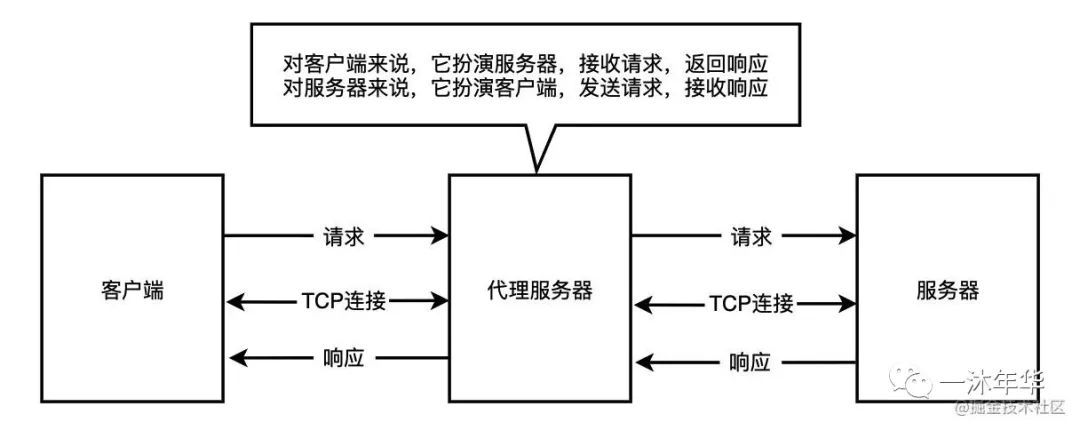 对客户端来说，它扮演服务器，接收请求，返回响应
对服务器来说，它扮演客户端，发送请求，接收响应
请求
请求
客户端
TCP连接
代理服务器
TCP连接
服务器
响应
响应
一沐年华
@掘金技术社区